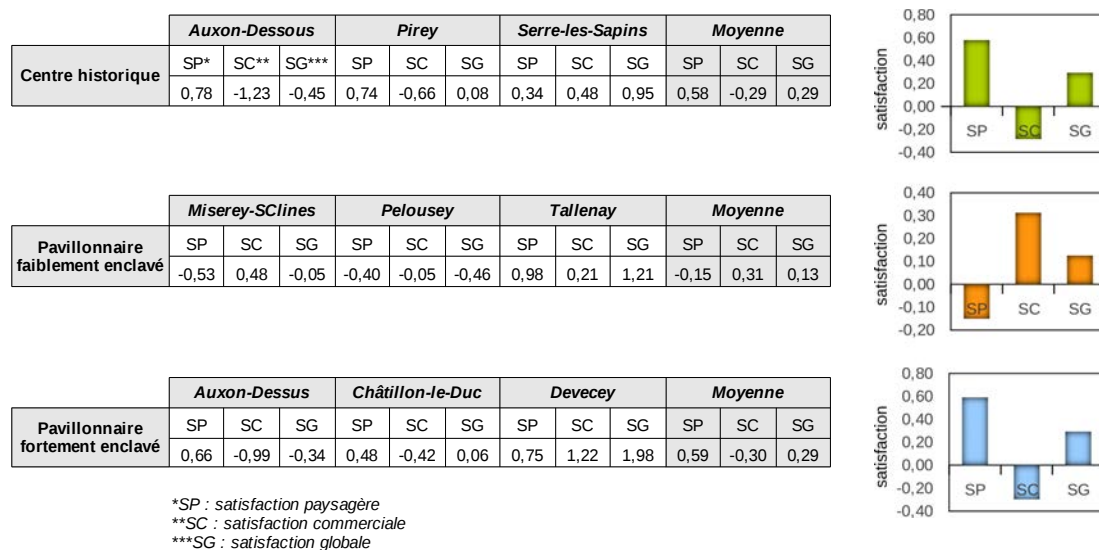 Auxon-Dessous Pirey Serre-les-Sapins Moyenne
Centre historique
SP* SC** SG*** SP SC SG SP SC SG SP SC SG
0,78 -1,23 -0,45 0,74 -0,66 0,08 0,34 0,48 0,95 0,58 -0,29 0,29
satisfaction
0,80
0,60
0,40
0,20
0,00
-0,20
-0,40
SP SC SG
Miserey-SClines Pelousey Tallenay Moyenne
Pavillonnaire
faiblement enclavé
SP SC SG SP SC SG SP SC SG SP SC SG
-0,53 0,48 -0,05 -0,40 -0,05 -0,46 0,98 0,21 1,21 -0,15 0,31 0,13
satisfaction
0,40
0,30
0,20
0,10
0,00
-0,10
-0,20
SP SC SG
Auxon-Dessus Châtillon-le-Duc Devecey Moyenne
Pavillonnaire
fortement enclavé
SP SC SG SP SC SG SP SC SG SP SC SG
0,66 -0,99 -0,34 0,48 -0,42 0,06 0,75 1,22 1,98 0,59 -0,30 0,29
satisfaction
0,80
0,60
0,40
0,20
0,00
-0,20
-0,40
SP SC SG
*SP : satisfaction paysagère
**SC : satisfaction commerciale
***SG : satisfaction globale